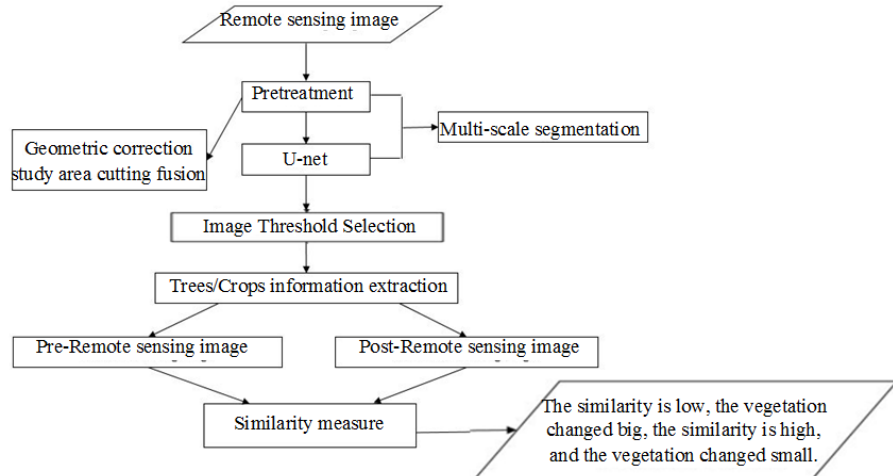 Remote sensing image
Pretreatment
Multi-scale segmentation
Geometric correction
study area cutting fusion
U-net
Image Threshold Selection
Trees/Crops information extraction
Pre-Remote sensing image
Post-Remote sensing image
Similarity measure
The similarity is low, the vegetation
changed big, the similarity is high,
and the vegetation changed small.